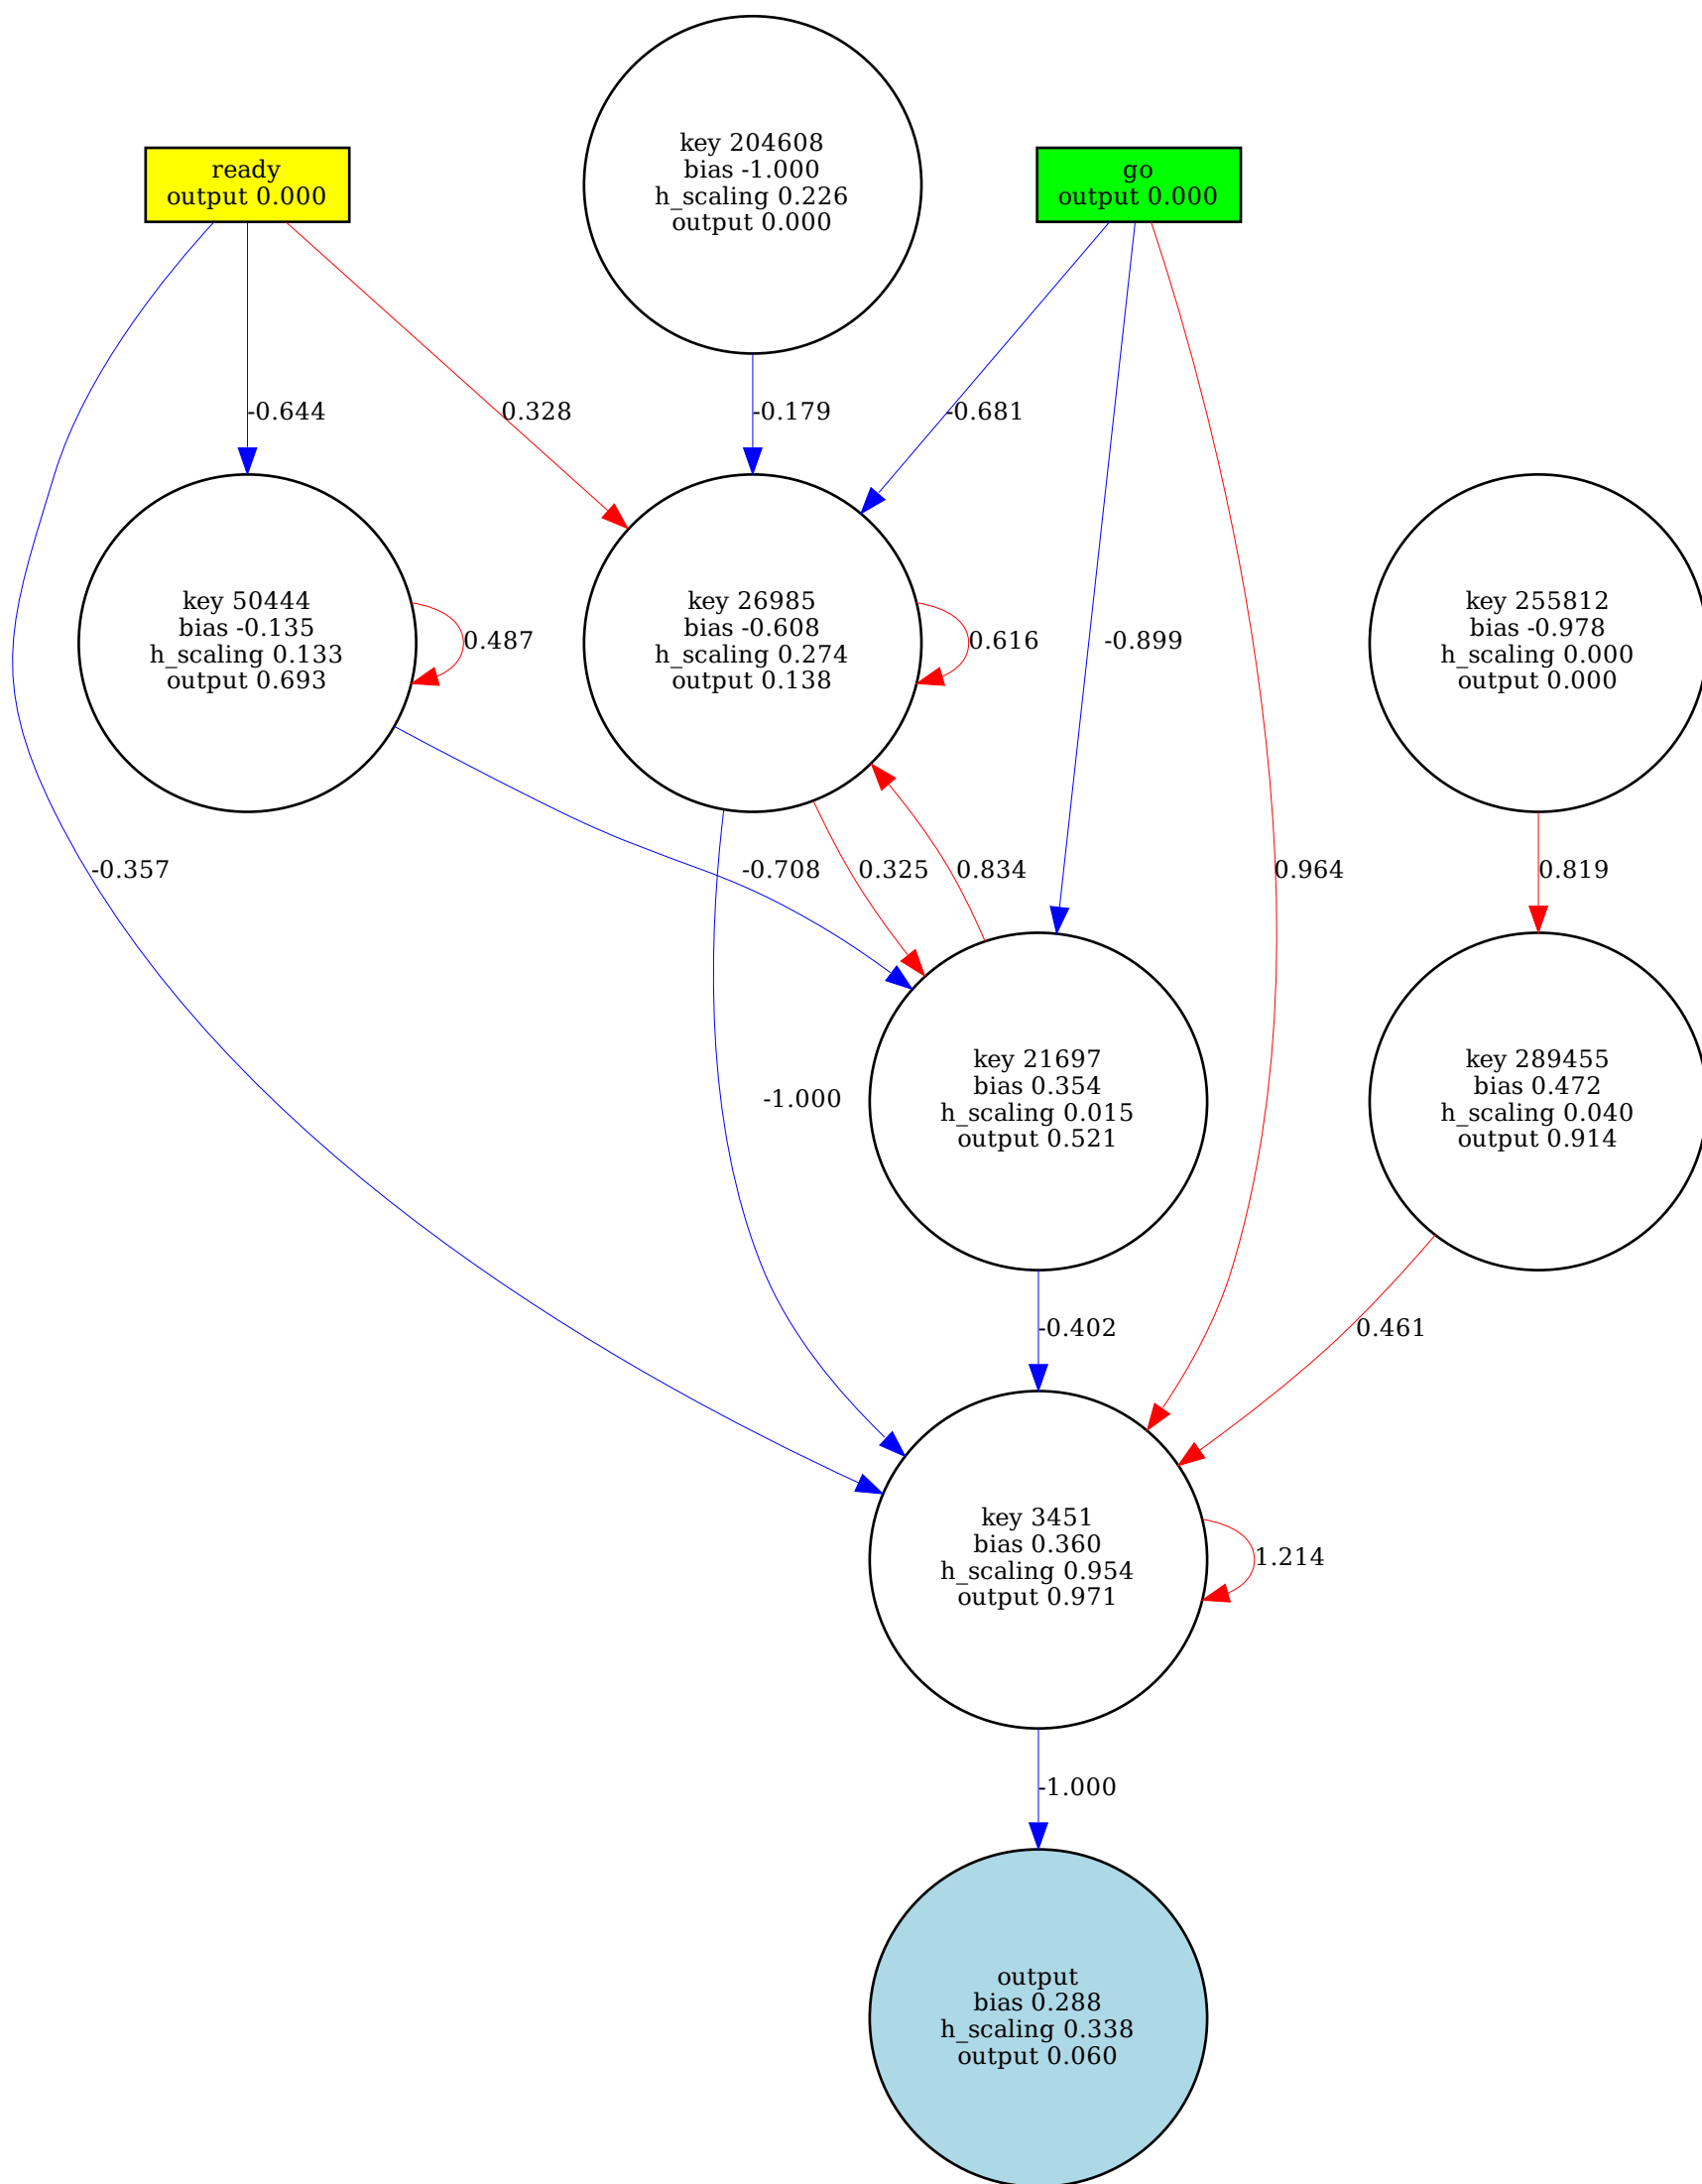 key 204608
bias -1.000
h_scaling 0.226
output 0.000
ready
output 0.000
go
output 0.000
-0.644
0.328
-0.179
-0.681
key 50444
bias -0.135
h_scaling 0.133
output 0.693
0.487
key 26985
bias -0.608
h_scaling 0.274
output 0.138
0.616
-0.899
key 255812
bias -0.978
h_scaling 0.000
output 0.000
-0.357
-0.708
0.325
0.834
0.964
0.819
-1.000
key 21697
bias 0.354
h_scaling 0.015
output 0.521
key 289455
bias 0.472
h_scaling 0.040
output 0.914
-0.402
0.461
key 3451
bias 0.360
h_scaling 0.954
output 0.971
1.214
-1.000
output
bias 0.288
h_scaling 0.338
output 0.060